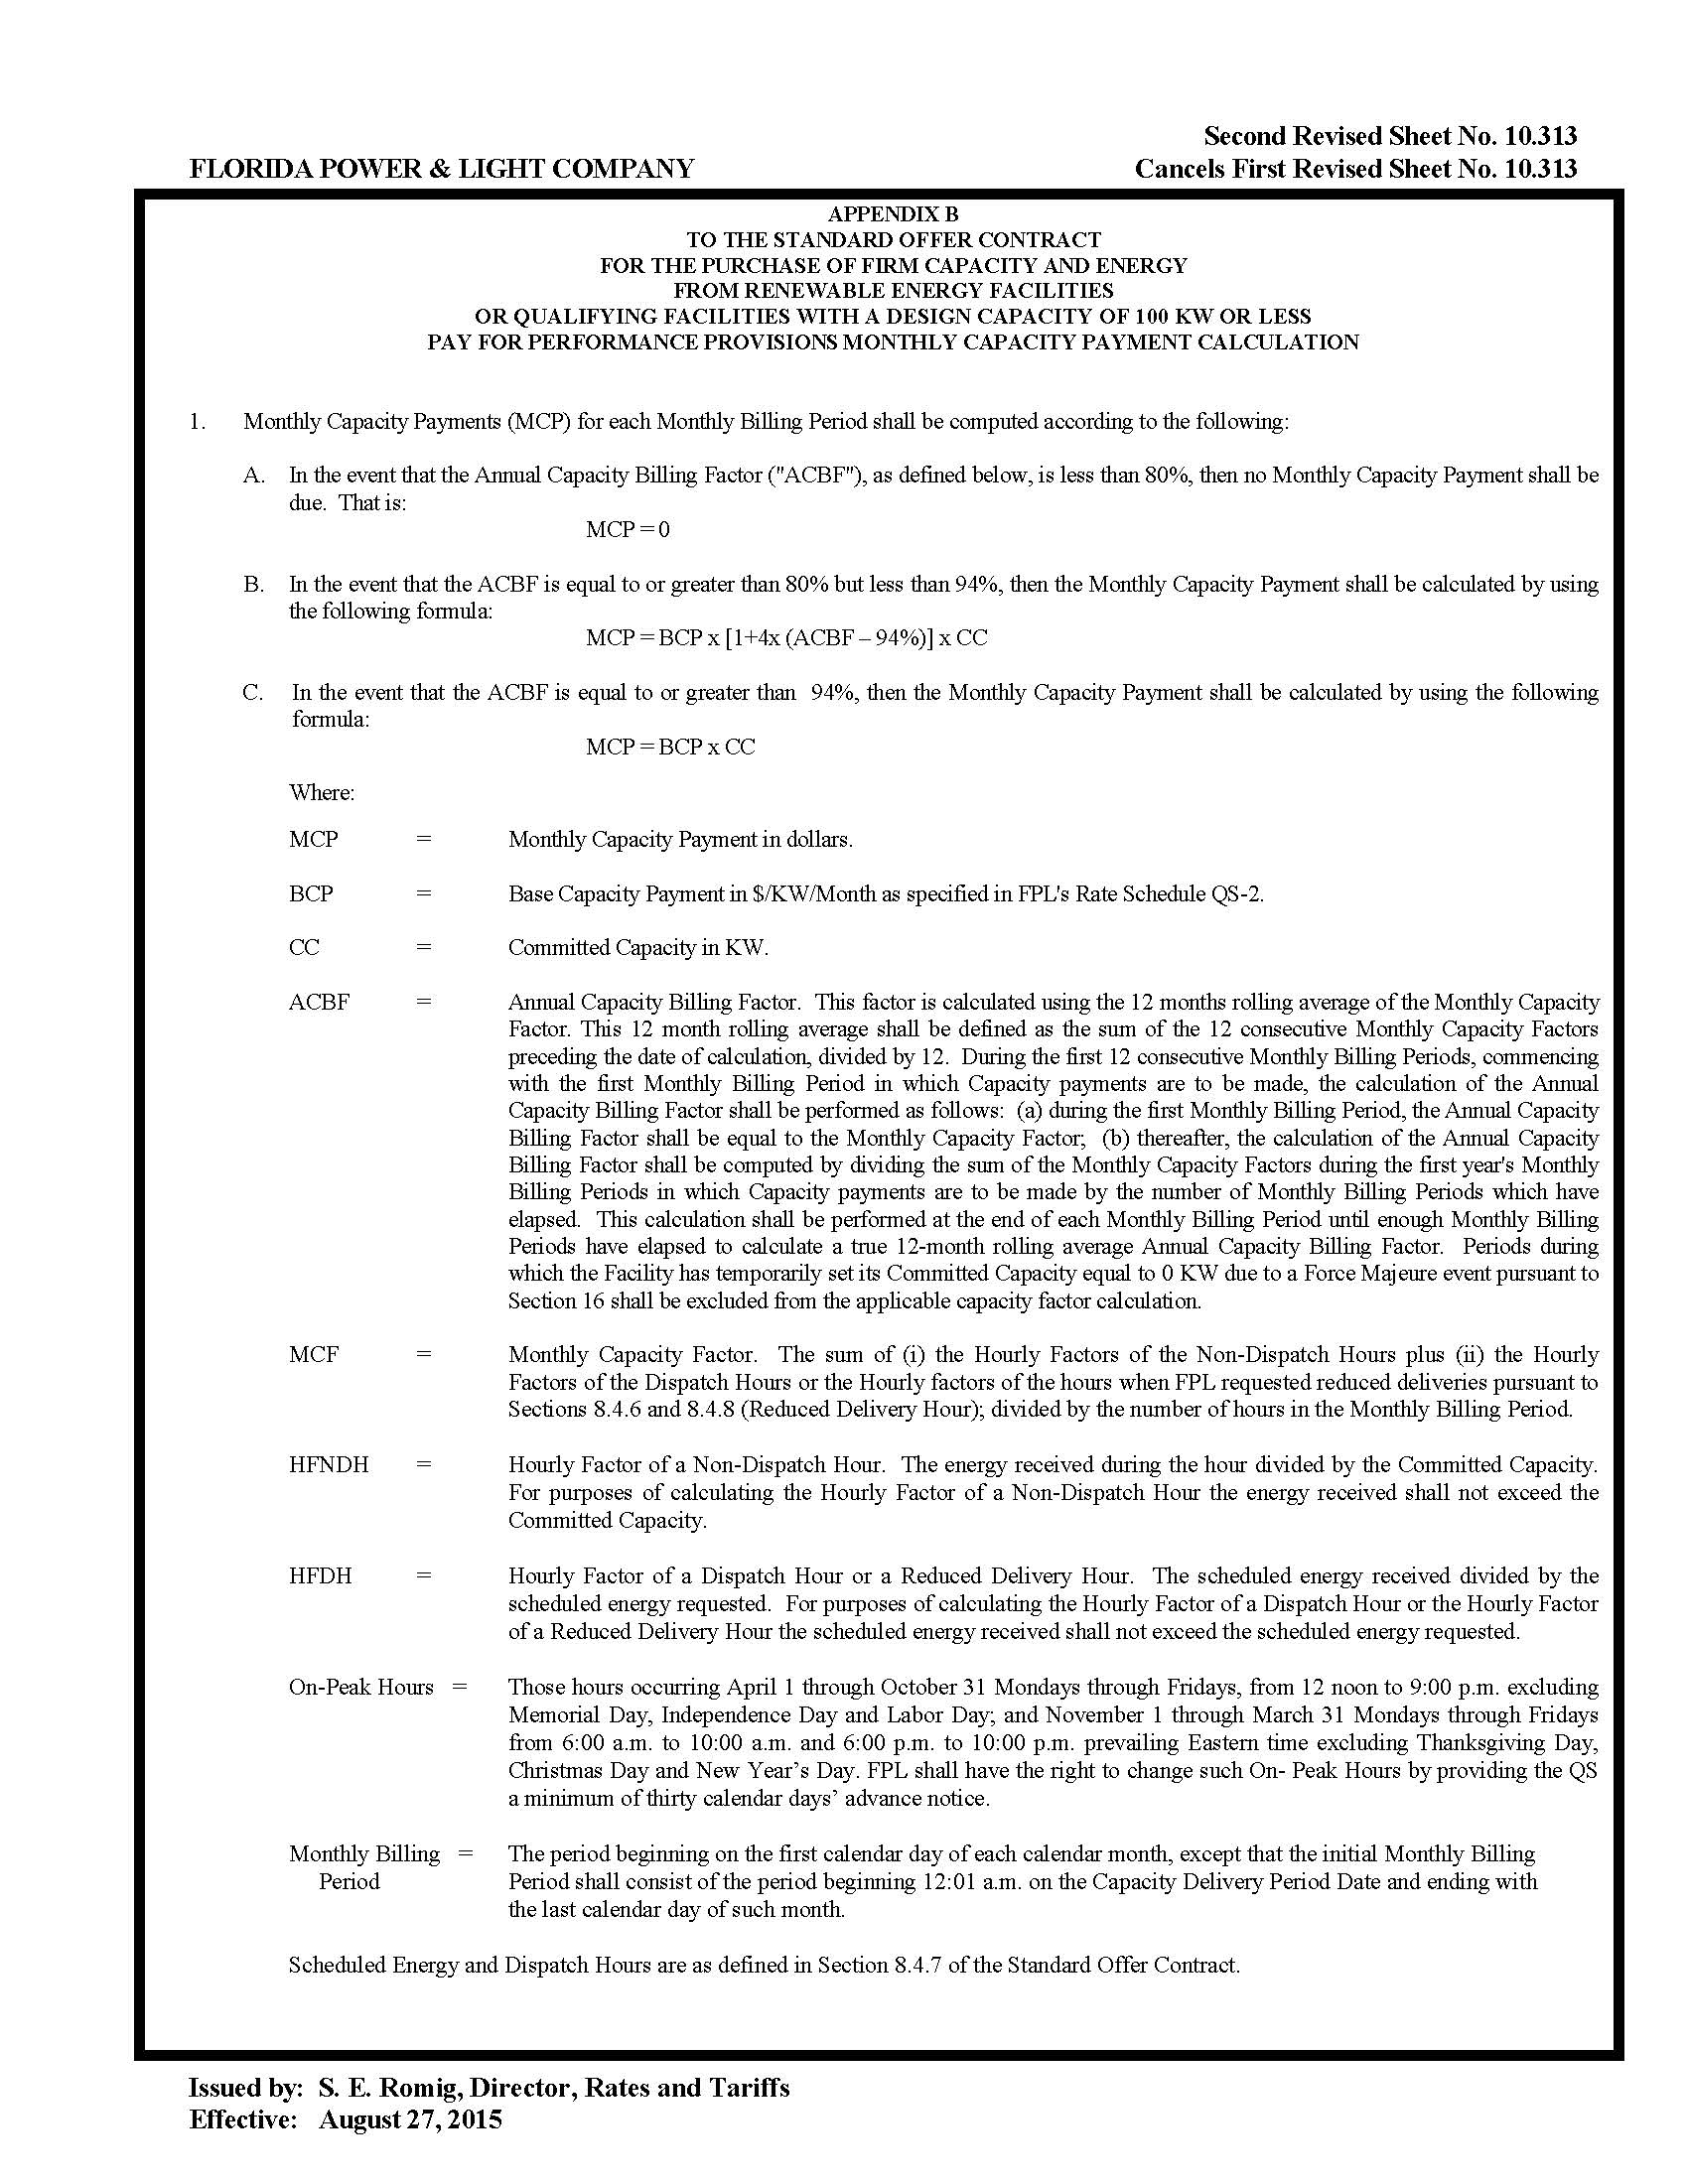 Second Revised Sheet No. 10.313
FLORIDA POWER & LIGHT COMPANY Cancels First Revised Sheet No. 10.313
APPENDIX B
TO THE STANDARD OFFER CONTRACT
FOR THE PURCHASE OF FIRM CAPACITY AND ENERGY
FROM RENEWABLE ENERGY FACILITIES
OR QUALIFYING FACILITIES WITH A DESIGN CAPACITY OF 100 KW OR LESS
PAY FOR PERFORMANCE PROVISIONS MONTHLY CAPACITY PAYMENT CALCULATION
1. Monthly Capacity Payments (MCP) for each Monthly Billing Period shall be computed according to the following:
A. In the event that the Annual Capacity Billing Factor ("ACBF"), as defined below, is less than 80%, then no Monthly Capacity Payment shall be
due. That is:
MCP = 0
B. In the event that the ACBF is equal to or greater than 80% but less than 94%, then the Monthly Capacity Payment shall be calculated by using
the following formula:
MCP = BCP x [1+4x (ACBF – 94%)] x CC
C. In the event that the ACBF is equal to or greater than 94%, then the Monthly Capacity Payment shall be calculated by using the following
formula:
MCP = BCP x CC
Where:
MCP = Monthly Capacity Payment in dollars.
BCP = Base Capacity Payment in $/KW/Month as specified in FPL's Rate Schedule QS-2.
CC = Committed Capacity in KW.
ACBF = Annual Capacity Billing Factor. This factor is calculated using the 12 months rolling average of the Monthly Capacity
Factor. This 12 month rolling average shall be defined as the sum of the 12 consecutive Monthly Capacity Factors
preceding the date of calculation, divided by 12. During the first 12 consecutive Monthly Billing Periods, commencing
with the first Monthly Billing Period in which Capacity payments are to be made, the calculation of the Annual
Capacity Billing Factor shall be performed as follows: (a) during the first Monthly Billing Period, the Annual Capacity
Billing Factor shall be equal to the Monthly Capacity Factor; (b) thereafter, the calculation of the Annual Capacity
Billing Factor shall be computed by dividing the sum of the Monthly Capacity Factors during the first year's Monthly
Billing Periods in which Capacity payments are to be made by the number of Monthly Billing Periods which have
elapsed. This calculation shall be performed at the end of each Monthly Billing Period until enough Monthly Billing
Periods have elapsed to calculate a true 12-month rolling average Annual Capacity Billing Factor. Periods during
which the Facility has temporarily set its Committed Capacity equal to 0 KW due to a Force Majeure event pursuant to
Section 16 shall be excluded from the applicable capacity factor calculation.
MCF = Monthly Capacity Factor. The sum of (i) the Hourly Factors of the Non-Dispatch Hours plus (ii) the Hourly
Factors of the Dispatch Hours or the Hourly factors of the hours when FPL requested reduced deliveries pursuant to
Sections 8.4.6 and 8.4.8 (Reduced Delivery Hour); divided by the number of hours in the Monthly Billing Period.
HFNDH = Hourly Factor of a Non-Dispatch Hour. The energy received during the hour divided by the Committed Capacity.
For purposes of calculating the Hourly Factor of a Non-Dispatch Hour the energy received shall not exceed the
Committed Capacity.
HFDH = Hourly Factor of a Dispatch Hour or a Reduced Delivery Hour. The scheduled energy received divided by the
scheduled energy requested. For purposes of calculating the Hourly Factor of a Dispatch Hour or the Hourly Factor
of a Reduced Delivery Hour the scheduled energy received shall not exceed the scheduled energy requested.
On-Peak Hours = Those hours occurring April 1 through October 31 Mondays through Fridays, from 12 noon to 9:00 p.m. excluding
Memorial Day, Independence Day and Labor Day; and November 1 through March 31 Mondays through Fridays
from 6:00 a.m. to 10:00 a.m. and 6:00 p.m. to 10:00 p.m. prevailing Eastern time excluding Thanksgiving Day,
Christmas Day and New Year’s Day. FPL shall have the right to change such On- Peak Hours by providing the QS
a minimum of thirty calendar days’ advance notice.
Monthly Billing = The period beginning on the first calendar day of each calendar month, except that the initial Monthly Billing
Period Period shall consist of the period beginning 12:01 a.m. on the Capacity Delivery Period Date and ending with
the last calendar day of such month.
Scheduled Energy and Dispatch Hours are as defined in Section 8.4.7 of the Standard Offer Contract.
Issued by: S. E. Romig, Director, Rates and Tariffs
Effective: August 27, 2015